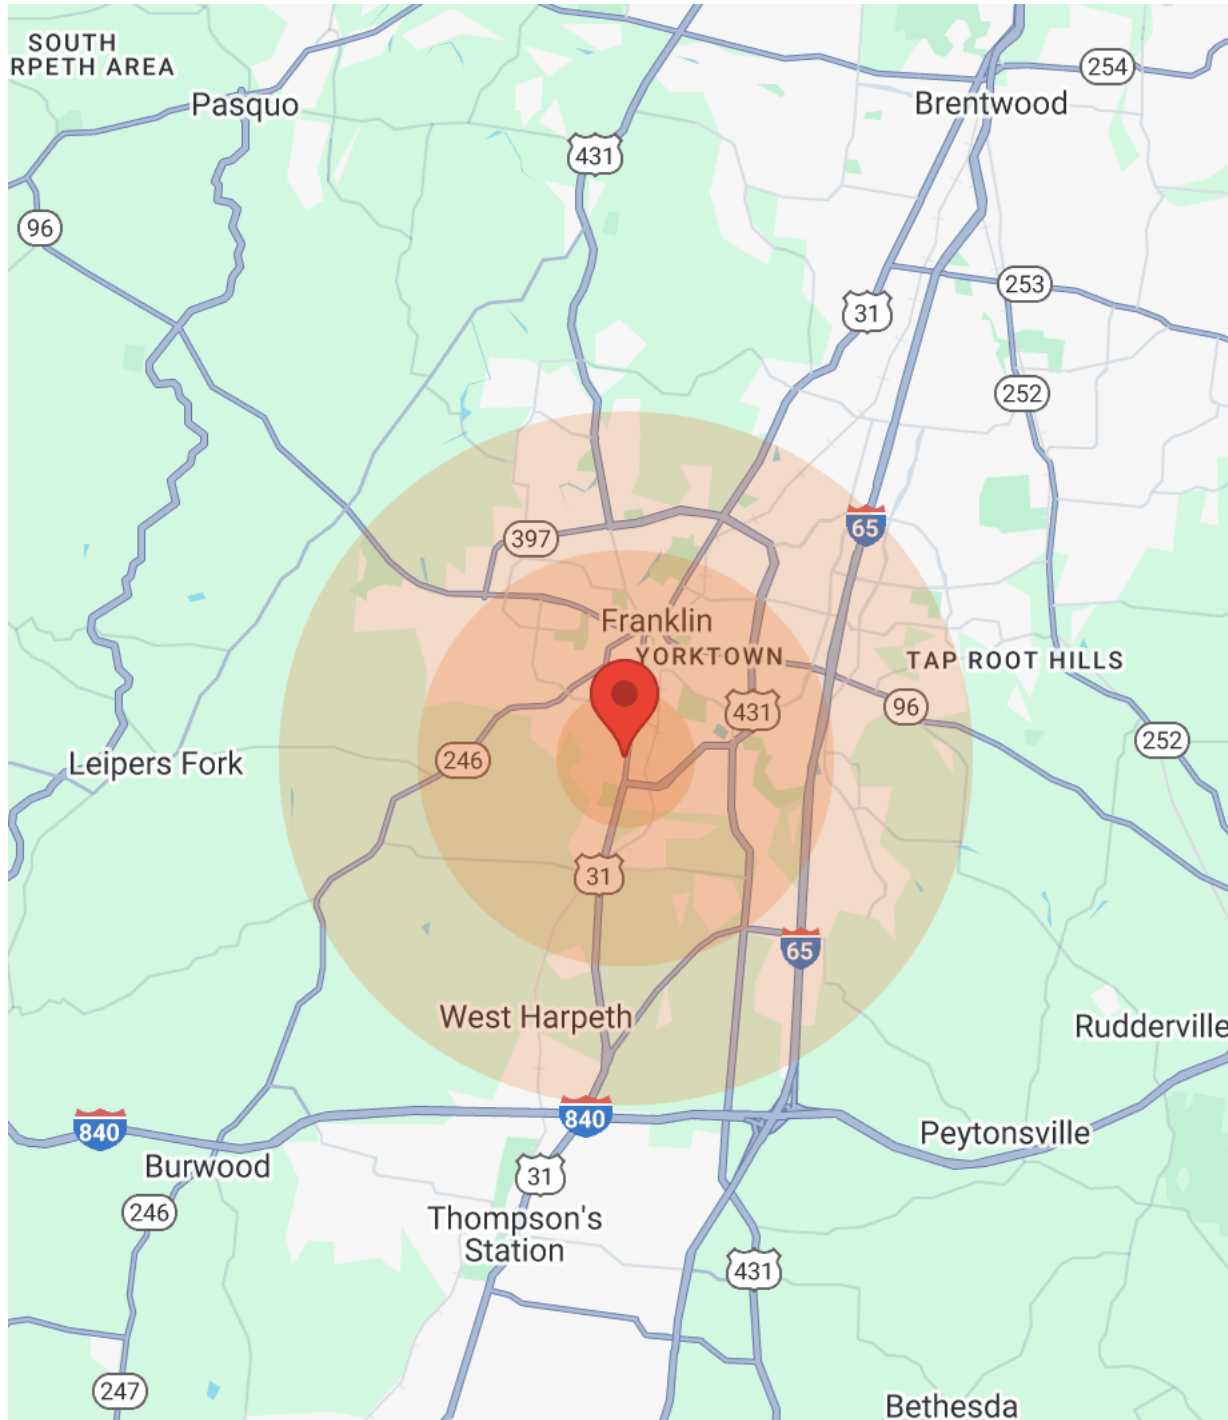 SOUTH
RPETH AREA
254
Pasquo
Brentwood
431
96
253
31
252
65
397
Franklin
YORKTOWN
TAP ROOT HILLS
96
431
252
246
Leipers Fork
31
65
West Harpeth
Rudderville
840
840
Peytonsville
Burwood
31
246
Thompson's
Station
431
247
Bethesda